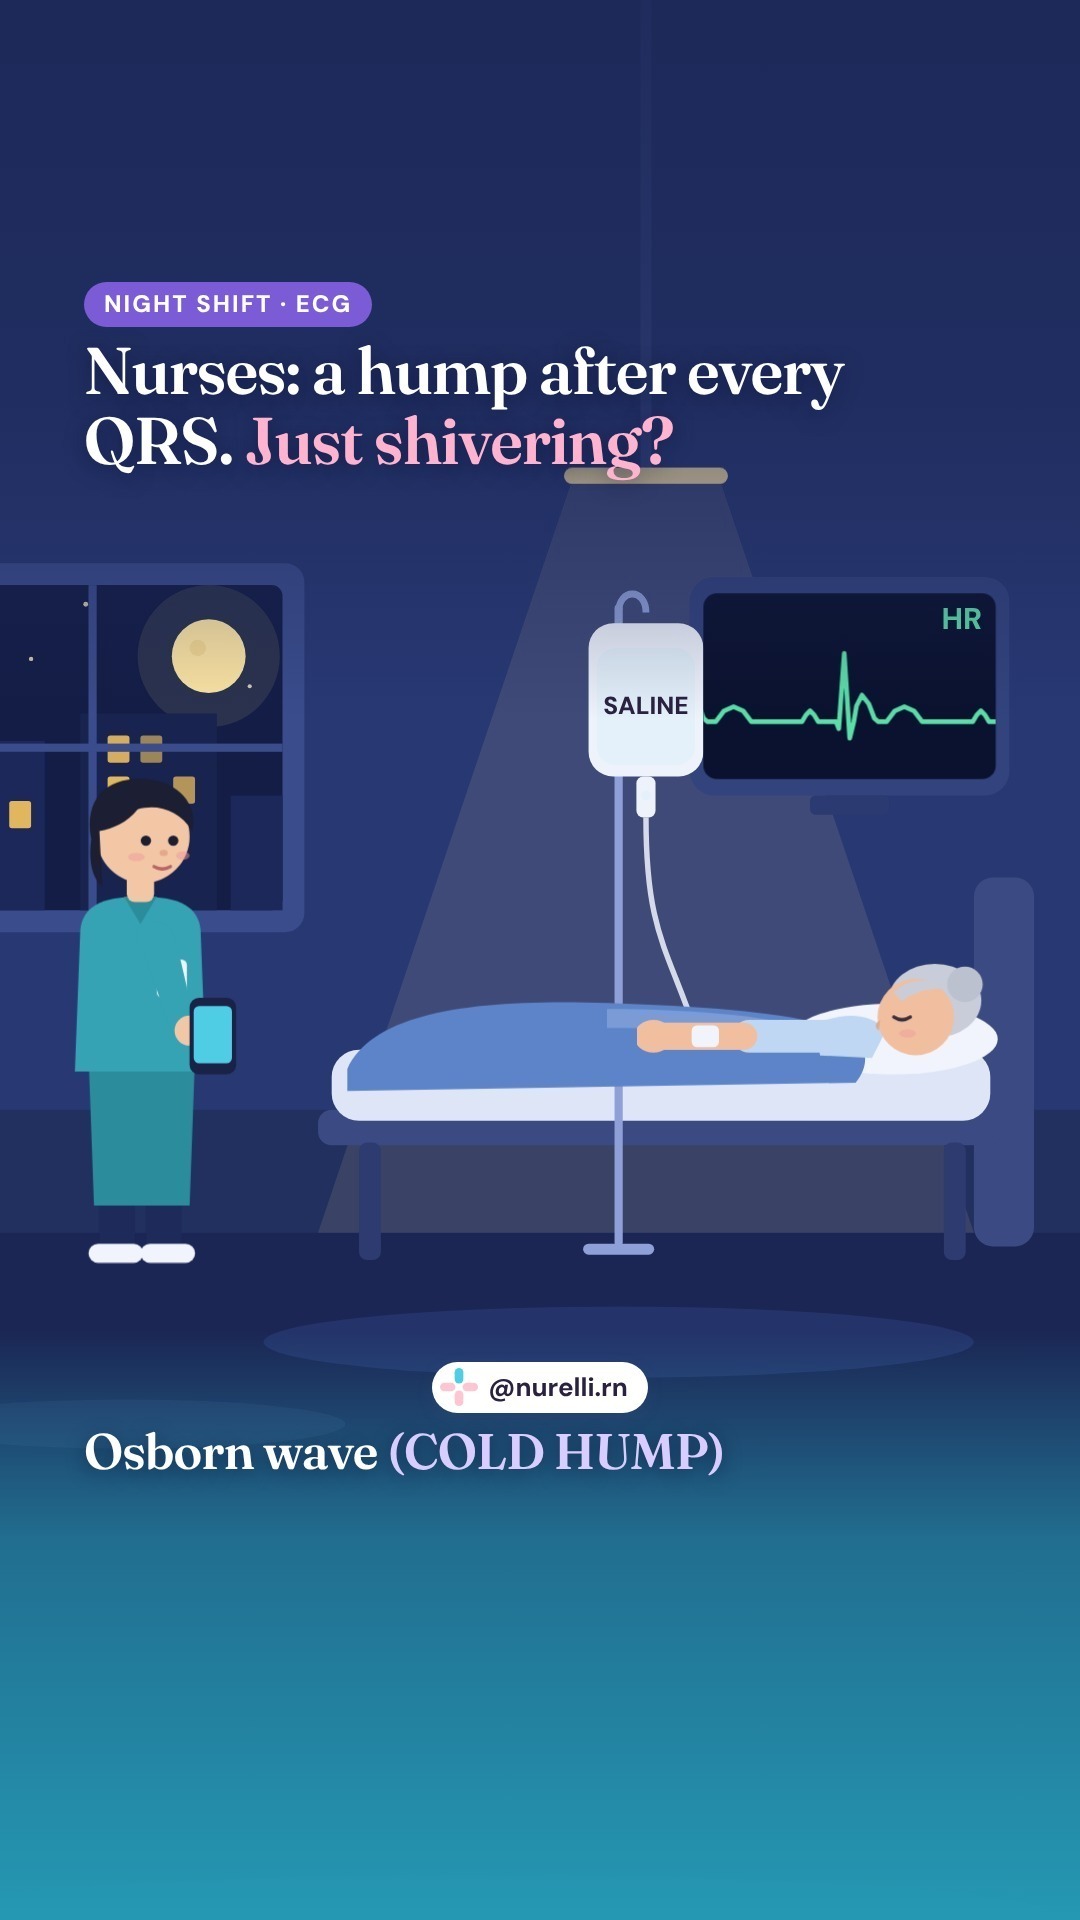 NIGHT SHIFT · ECG
Nurses: a hump after every
QRS. Just shivering?
HR
SALINE
@nurelli.rn
Osborn wave (COLD HUMP)